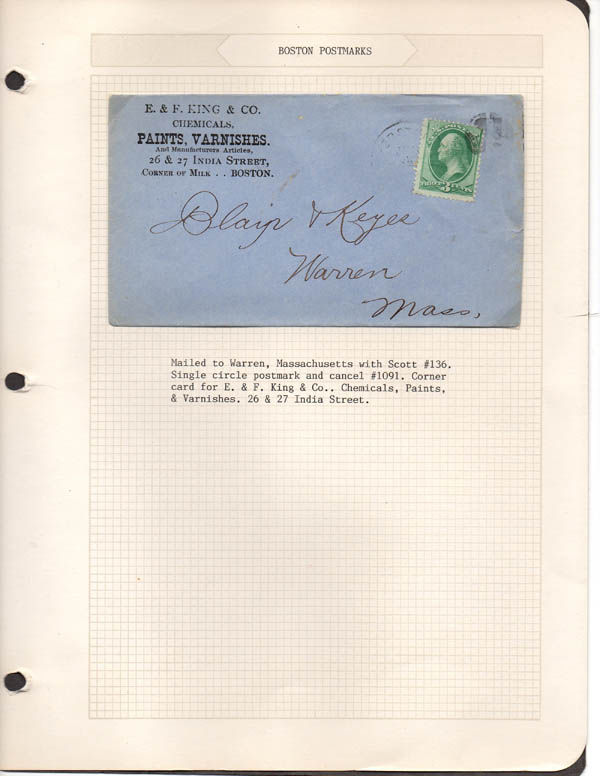 BOSTON POSTMARKS
E. & F. KING & CO.
CHEMICALS,
PAINTS, VARNISHES.
And Manufacturers Articles,
26 & 27 INDIA STREET,
CORNER OF MILK . . BOSTON.
Blair & Keyes
Warren
Mass,
Mailed to Warren, Massachusetts with Scott #136.
Single circle postmark and cancel #1091. Corner
card for E. & F. King & Co.. Chemicals, Paints,
& Varnishes. 26 & 27 India Street.